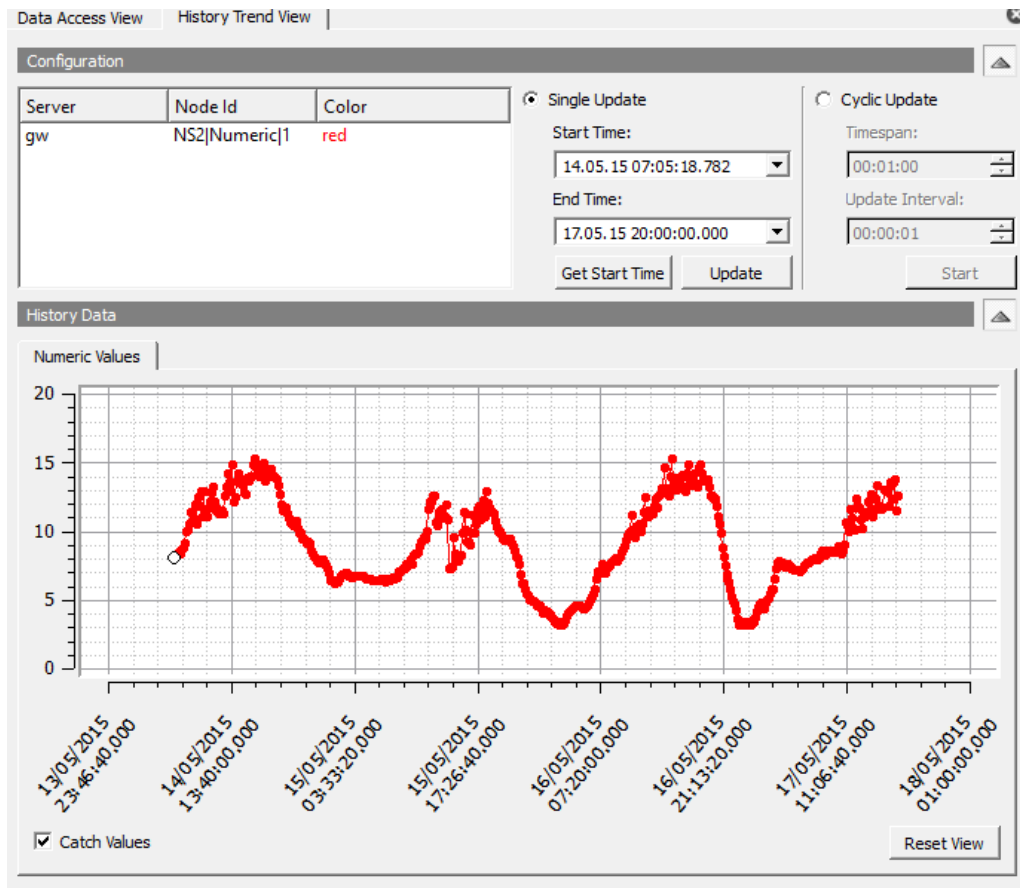 Data Access View History Trend View
Configuration
Server Node Id Color
gw NS2|Numeric|1 red
Single Update
Start Time:
14.05.15 07:05:18.782
End Time:
17.05.15 20:00:00.000
Get Start Time Update
Cyclic Update
Timespan:
00:01:00
Update Interval:
00:00:01
Start
History Data
Numeric Values
20
15
10
5
0
13/05/2015
23:46:40,000
14/05/2015
13:40:00,000
15/05/2015
03:33:20,000
15/05/2015
17:26:40,000
16/05/2015
07:20:00,000
16/05/2015
21:13:20,000
17/05/2015
11:06:40,000
18/05/2015
01:00:00,000
Catch Values
Reset View